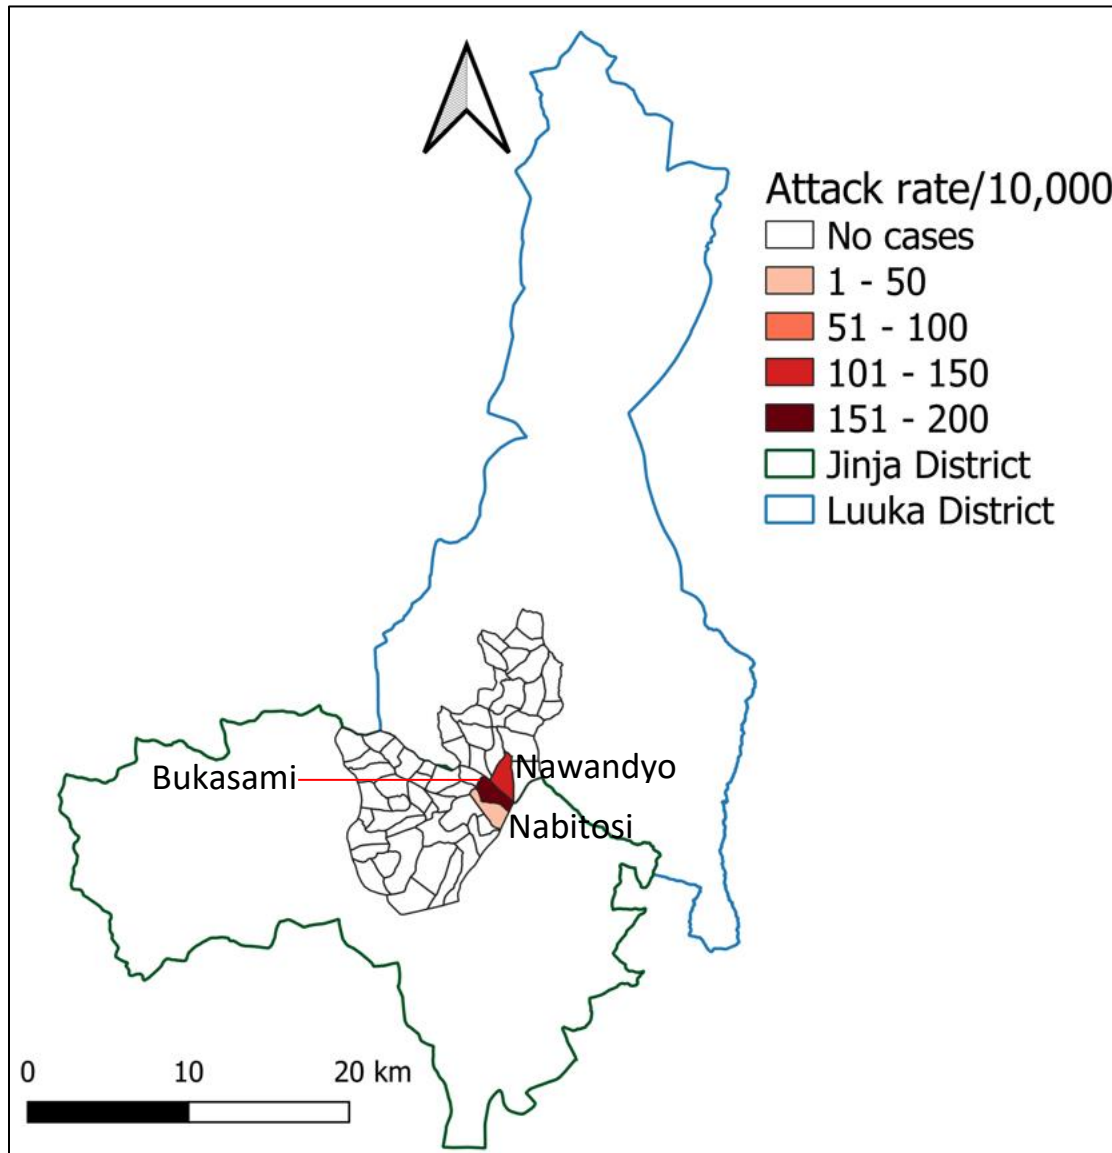 Attack rate/10,000
No cases
1 - 50
51 - 100
101 - 150
151 - 200
Jinja District
Luuka District
Bukasami
Nawandyo
Nabitosi
0 10 20 km